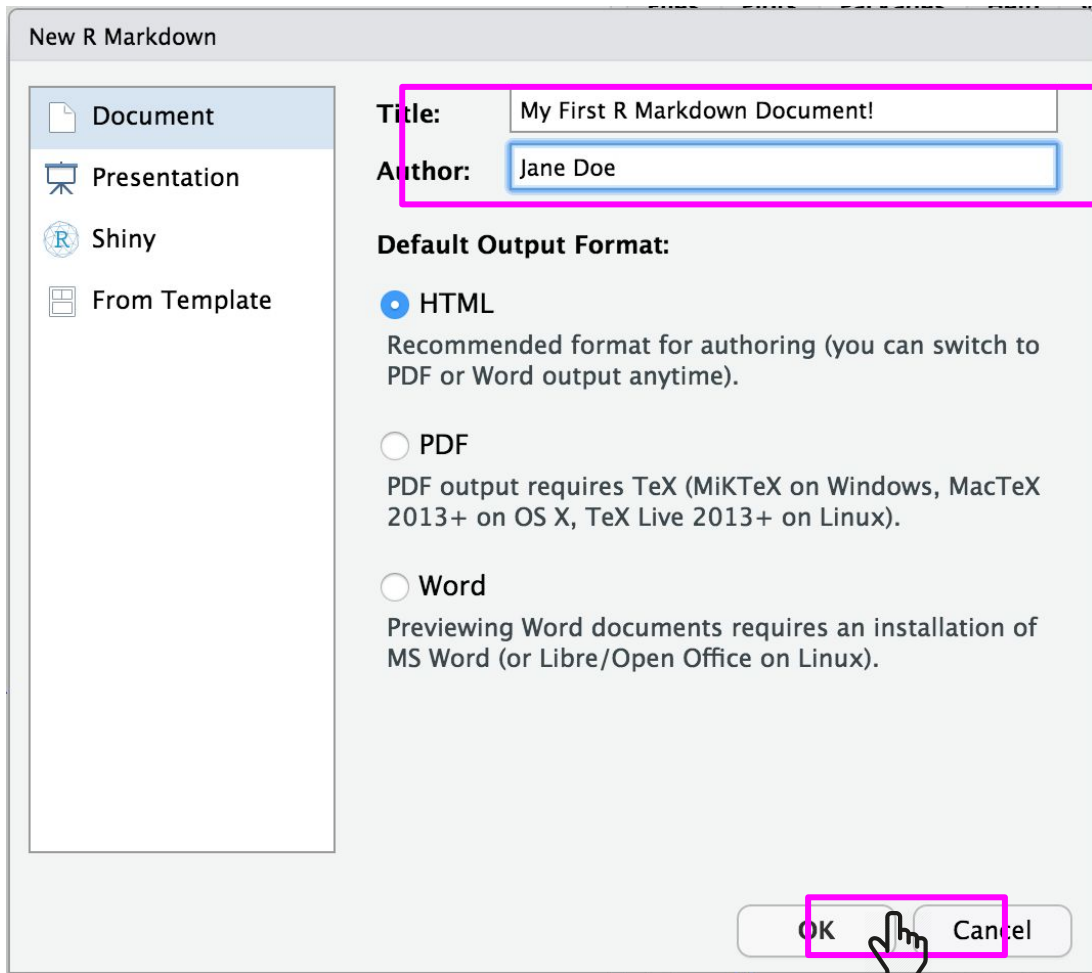 New R Markdown
Document
Presentation
Shiny
From Template
Title: My First R Markdown Document!
Author: Jane Doe
Default Output Format:
HTML
Recommended format for authoring (you can switch to
PDF or Word output anytime).
PDF
PDF output requires TeX (MiKTeX on Windows, MacTeX
2013+ on OS X, TeX Live 2013+ on Linux).
Word
Previewing Word documents requires an installation of
MS Word (or Libre/Open Office on Linux).
OK Cancel